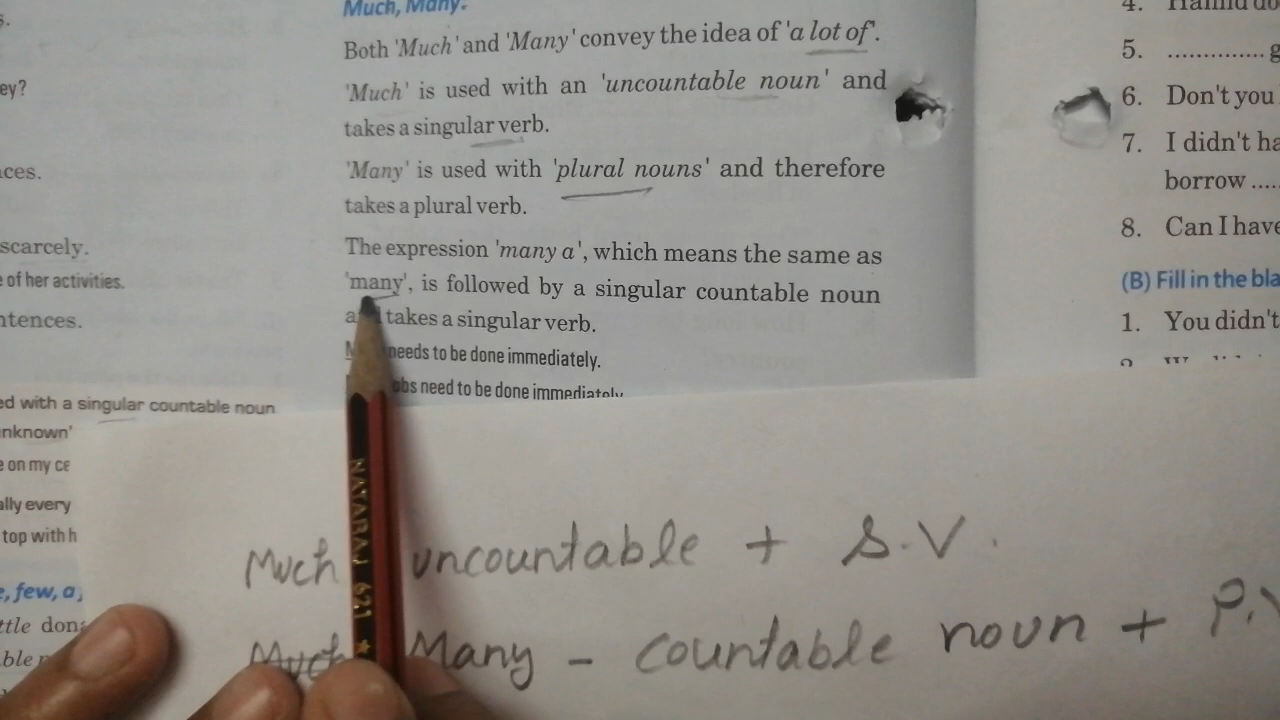 s.
ey?
ces.
scarcely.
e of her activities.
ntences.
ed with a singular countable noun
nknown'
e on my ce
ally every
top with h
e, few, a
ttle don
ble
Much, Many:
Both 'Much' and 'Many' convey the idea of 'a lot of'.
'Much' is used with an 'uncountable noun' and
takes a singular verb.
'Many' is used with 'plural nouns' and therefore
takes a plural verb.
The expression 'many a', which means the same as
'many', is followed by a singular countable noun
takes a singular verb.
needs to be done immediately.
obs need to be done immediately
4.
5. .............. g
6. Don't you
7. I didn't ha
borrow ....
8. Can I have
(B) Fill in the bla
1. You didn't
Much uncountable + S.V.
Much Many - countable noun + P.V
NATARAJ 621